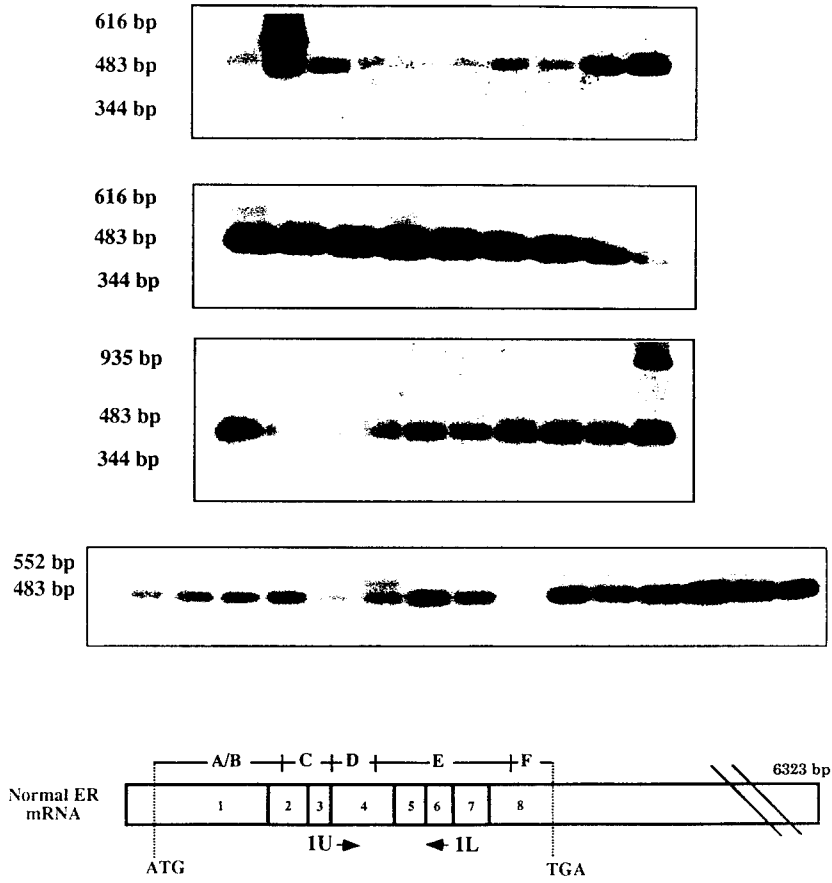 616 bp
483 bp
344 bp
616 bp
483 bp
344 bp
935 bp
483 bp
344 bp
552 bp
483 bp
A/B C D E F
6323 bp
Normal ER
mRNA
1 2 3 4 5 6 7 8
1U 1L
ATG TGA